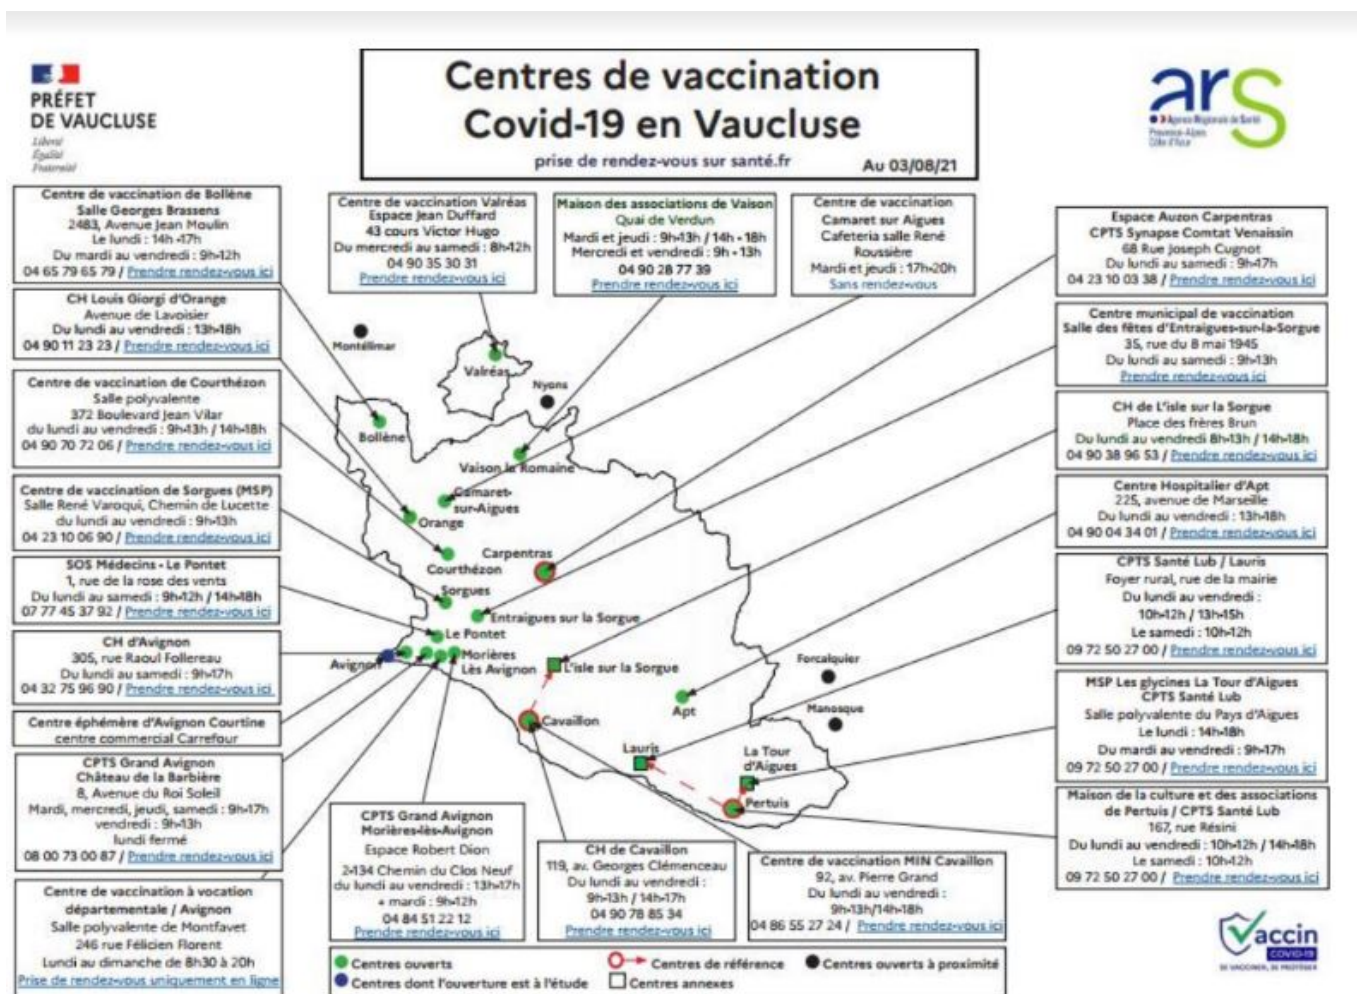 PRÉFET
DE VAUCLUSE
Liberté
Égalité
Fraternité
Centres de vaccination
Covid-19 en Vaucluse
prise de rendez-vous sur santé.fr
Au 03/08/21
ars
Agence Régionale de Santé
Provence-Alpes
Côte d'Azur
Centre de vaccination de Bollène
Salle Georges Brassens
2483, Avenue Jean Moulin
Le lundi : 14h -17h
Du mardi au vendredi : 9h-12h
04 65 79 65 79 / Prendre rendez-vous ici
CH Louis Giorgi d'Orange
Avenue de Lavoisier
Du lundi au vendredi : 13h-18h
04 90 11 23 23 / Prendre rendez-vous ici
Centre de vaccination de Courthézon
Salle polyvalente
372 Boulevard Jean Vilar
du lundi au vendredi : 9h-13h / 14h-18h
04 90 70 72 06 / Prendre rendez-vous ici
Centre de vaccination de Sorgues (MSP)
Salle René Varoqui, Chemin de Lucette
du lundi au vendredi : 9h-13h
04 23 10 06 90 / Prendre rendez-vous ici
SOS Médecins - Le Pontet
1, rue de la rose des vents
Du lundi au samedi : 9h-12h / 14h-18h
07 77 45 37 92 / Prendre rendez-vous ici
CH d'Avignon
305, rue Raoul Follereau
Du lundi au samedi : 9h-17h
04 32 75 96 90 / Prendre rendez-vous ici
Centre éphémère d'Avignon Courtine
centre commercial Carrefour
CPTS Grand Avignon
Château de la Barbière
8, Avenue du Roi Soleil
Mardi, mercredi, jeudi, samedi : 9h-17h
vendredi : 9h-13h
lundi fermé
08 00 73 00 87 / Prendre rendez-vous ici
Centre de vaccination à vocation
départementale / Avignon
Salle polyvalente de Montfavet
246 rue Félicien Florent
Lundi au dimanche de 8h30 à 20h
Prise de rendez-vous uniquement en ligne
Centre de vaccination Valréas
Espace Jean Duffard
43 cours Victor Hugo
Du mercredi au samedi : 8h-12h
04 90 35 30 31
Prendre rendez-vous ici
Maison des associations de Vaison
Quai de Verdun
Mardi et jeudi : 9h-13h / 14h - 18h
Mercredi et vendredi : 9h - 13h
04 90 28 77 39
Prendre rendez-vous ici
Centre de vaccination
Camaret sur Aigues
Cafeteria salle René
Roussière
Mardi et jeudi : 17h-20h
Sans rendez-vous
Montélimar
Valréas
Nyons
Bollène
Vaison la Romaine
Camaret-
sur-Aigues
Orange
Carpentras
Courthézon
Sorgues
Entraigues sur la Sorgue
Le Pontet
Avignon
Morières
Lès Avignon
L'isle sur la Sorgue
Forcalquier
Apt
Manosque
Cavaillon
Lauris
La Tour
d'Aigues
Pertuis
CPTS Grand Avignon
Morières-lès-Avignon
Espace Robert Dion
2-134 Chemin du Clos Neuf
du lundi au vendredi : 13h-17h
+ mardi : 9h-12h
04 84 51 22 12
Prendre rendez-vous ici
CH de Cavaillon
119, av. Georges Clémenceau
Du lundi au vendredi :
9h-13h / 14h-17h
04 90 78 85 34
Prendre rendez-vous ici
Centre de vaccination MIN Cavaillon
92, av. Pierre Grand
Du lundi au vendredi :
9h-13h/14h-18h
04 86 55 27 24 / Prendre rendez-vous ici
Espace Auzon Carpentras
CPTS Synapse Comtat Venaissin
68 Rue Joseph Cugnot
Du lundi au samedi : 9h-17h
04 23 10 03 38 / Prendre rendez-vous ici
Centre municipal de vaccination
Salle des fêtes d'Entraigues-sur-la-Sorgue
35, rue du 8 mai 1945
Du lundi au samedi : 9h-13h
Prendre rendez-vous ici
CH de L'isle sur la Sorgue
Place des frères Brun
Du lundi au vendredi 8h-13h / 14h-18h
04 90 38 96 53 / Prendre rendez-vous ici
Centre Hospitalier d'Apt
225, avenue de Marseille
Du lundi au vendredi : 13h-18h
04 90 04 34 01 / Prendre rendez-vous ici
CPTS Santé Lub / Lauris
Foyer rural, rue de la mairie
Du lundi au vendredi :
10h-12h / 13h-15h
Le samedi : 10h-12h
09 72 50 27 00 / Prendre rendez-vous ici
MSP Les glycines La Tour d'Aigues
CPTS Santé Lub
Salle polyvalente du Pays d'Aigues
Le lundi : 14h-18h
Du mardi au vendredi : 9h-17h
09 72 50 27 00 / Prendre rendez-vous ici
Maison de la culture et des associations
de Pertuis / CPTS Santé Lub
167, rue Résini
Du lundi au vendredi : 10h-12h / 14h-18h
Le samedi : 10h-12h
09 72 50 27 00 / Prendre rendez-vous ici
Centres ouverts
Centres de référence
Centres ouverts à proximité
Centres dont l'ouverture est à l'étude
Centres annexes
Vaccin
COVID-19
SE VACCINER, SE PROTÉGER